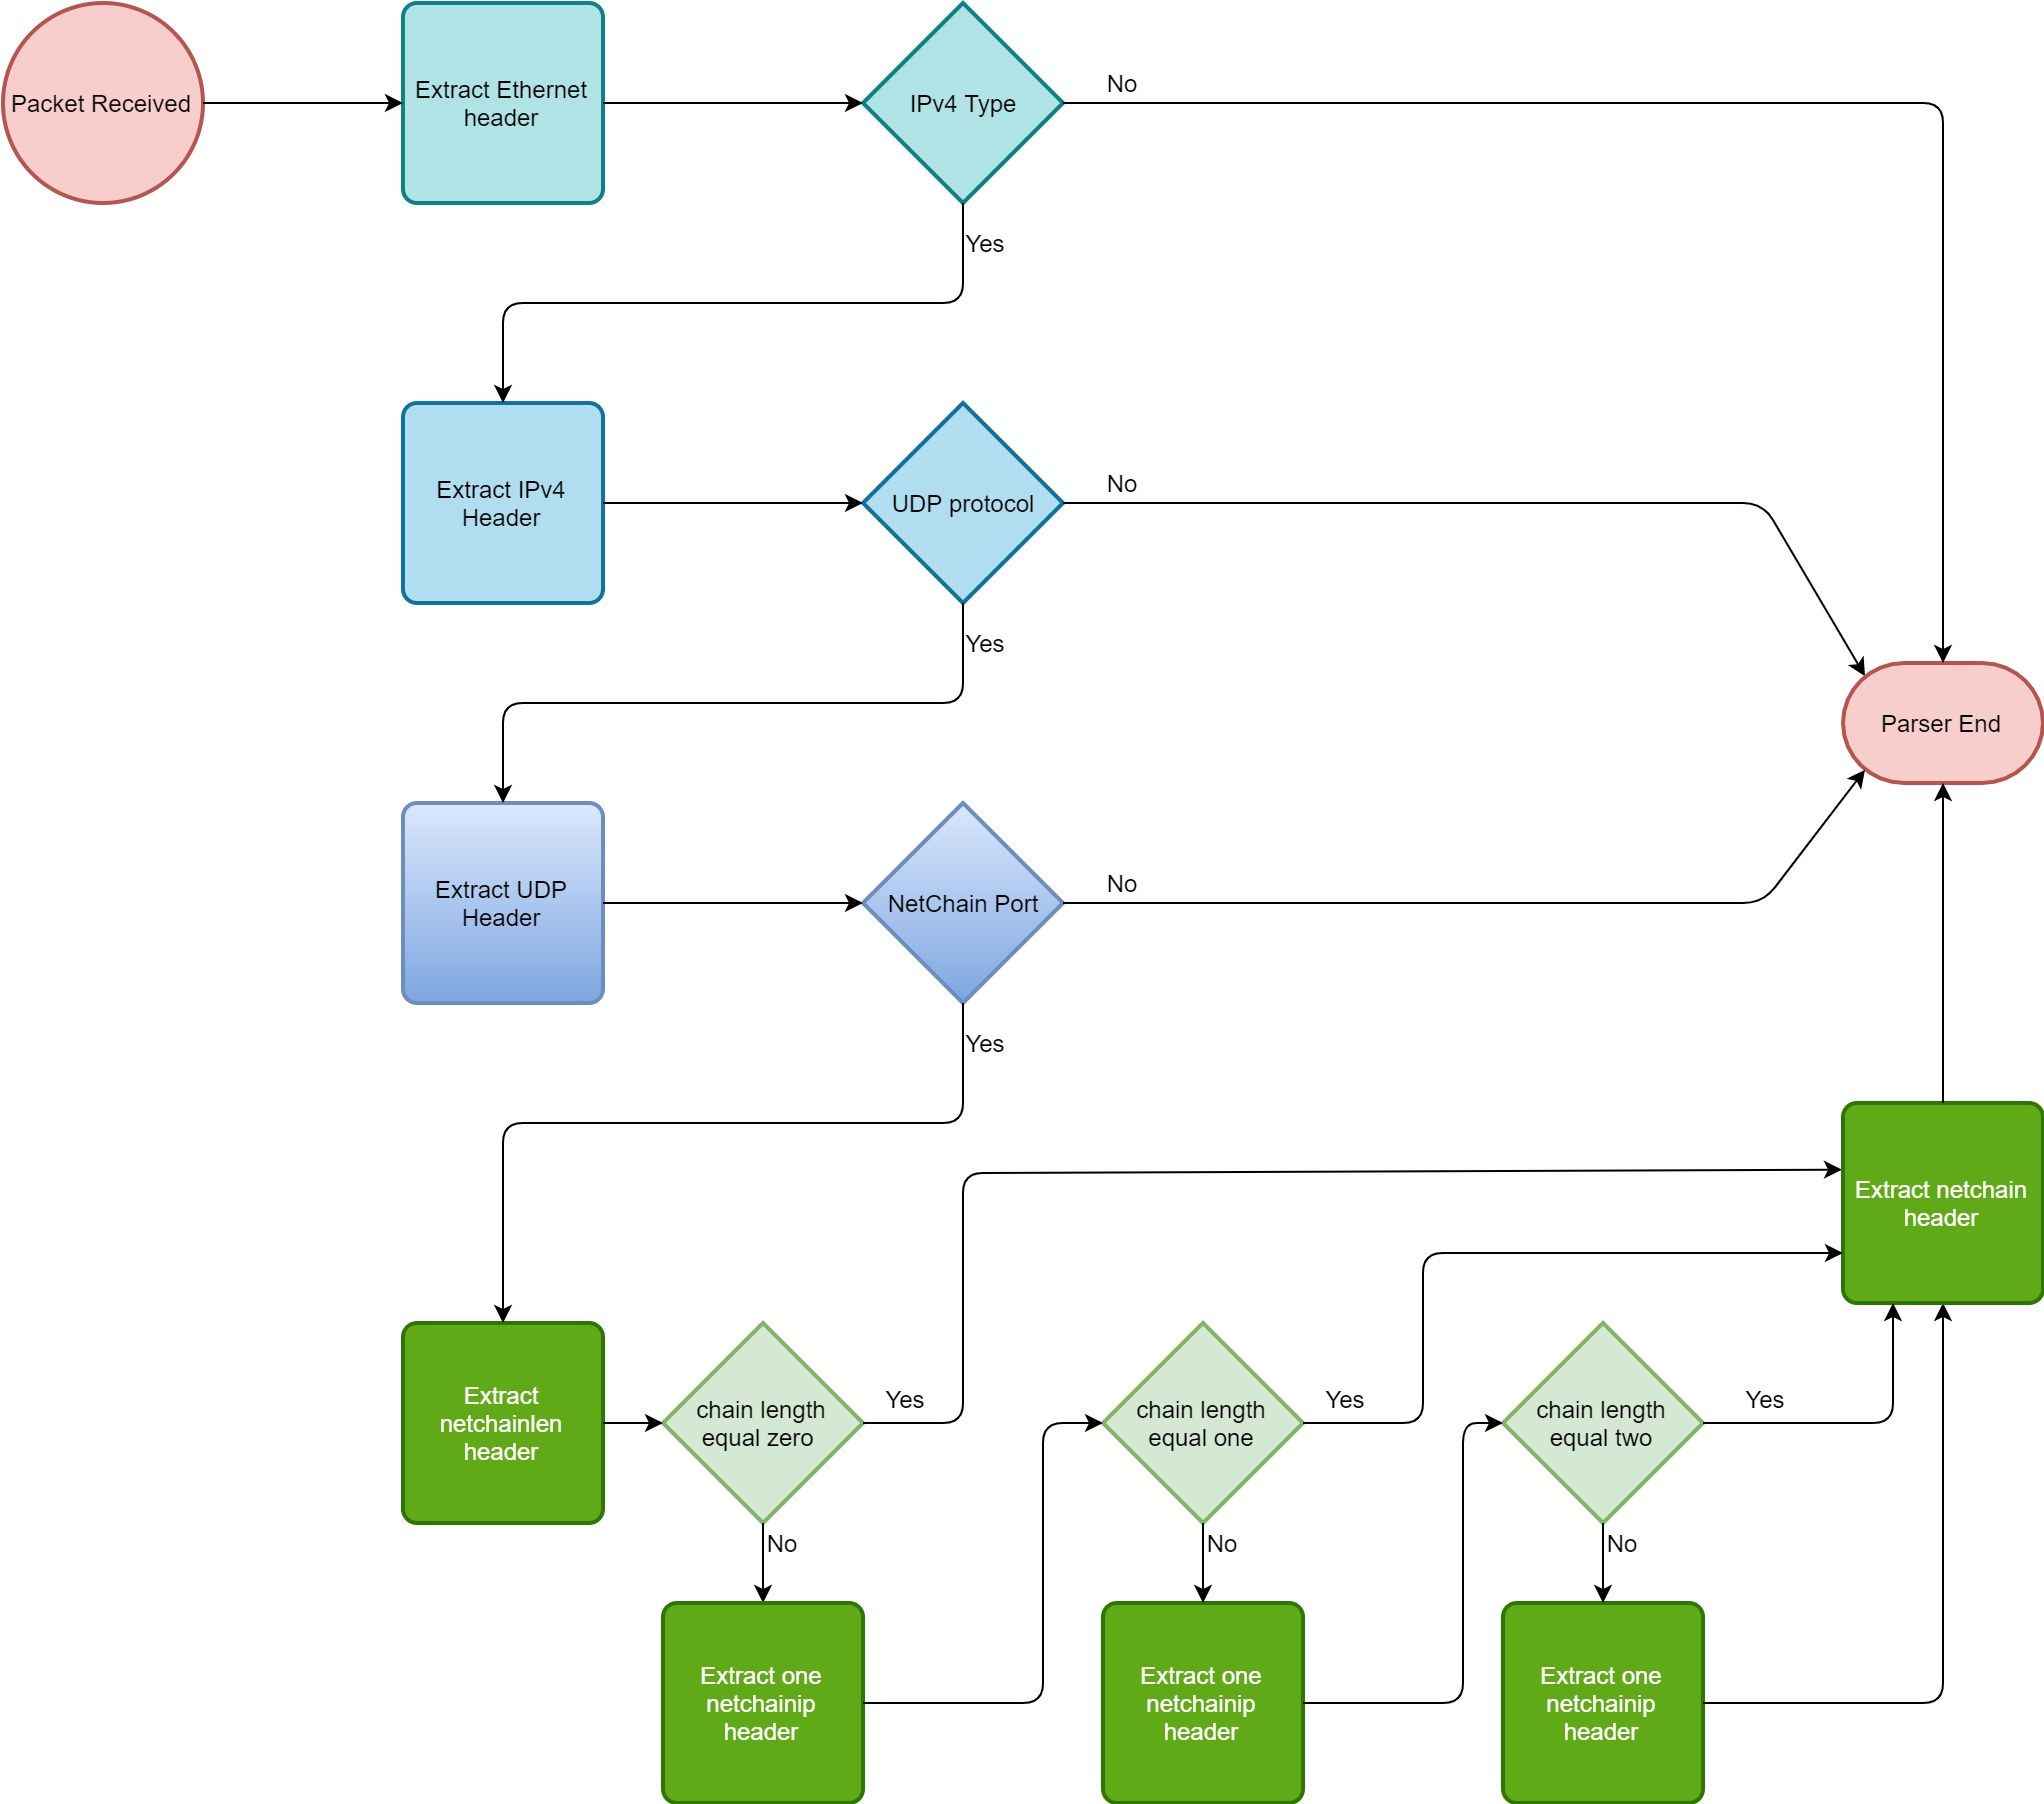 Packet Received
Extract Ethernet
header
IPv4 Type
No
Yes
Extract IPv4
Header
UDP protocol
No
Yes
Parser End
Extract UDP
Header
NetChain Port
No
Yes
Extract netchain
header
Extract
netchainlen
header
chain length
equal zero
Yes
chain length
equal one
Yes
chain length
equal two
Yes
No
No
No
Extract one
netchainip
header
Extract one
netchainip
header
Extract one
netchainip
header